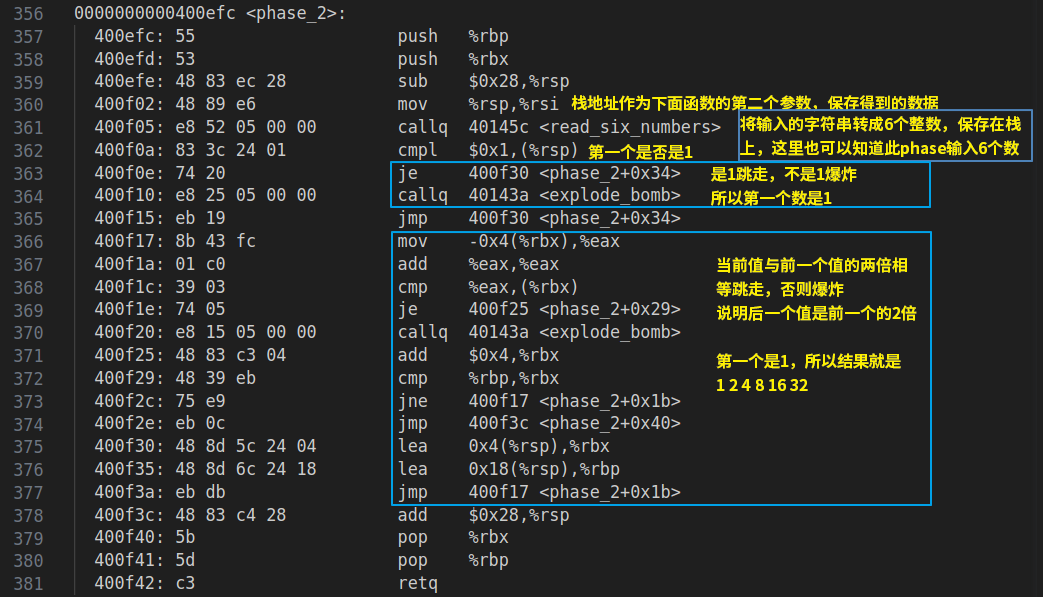 356 0000000000400efc <phase_2>:
357 400efc: 55 push %rbp
358 400efd: 53 push %rbx
359 400efe: 48 83 ec 28 sub $0x28,%rsp
360 400f02: 48 89 e6 mov %rsp,%rsi 栈地址作为下面函数的第二个参数，保存得到的数据
361 400f05: e8 52 05 00 00 callq 40145c <read_six_numbers> 将输入的字符串转成6个整数，保存在栈
362 400f0a: 83 3c 24 01 cmpl $0x1,(%rsp) 第一个是否是1 上，这里也可以知道此phase输入6个数
363 400f0e: 74 20 je 400f30 <phase_2+0x34> 是1跳走，不是1爆炸
364 400f10: e8 25 05 00 00 callq 40143a <explode_bomb> 所以第一个数是1
365 400f15: eb 19 jmp 400f30 <phase_2+0x34>
366 400f17: 8b 43 fc mov -0x4(%rbx),%eax
367 400f1a: 01 c0 add %eax,%eax 当前值与前一个值的两倍相
368 400f1c: 39 03 cmp %eax,(%rbx) 等跳走，否则爆炸
369 400f1e: 74 05 je 400f25 <phase_2+0x29> 说明后一个值是前一个的2倍
370 400f20: e8 15 05 00 00 callq 40143a <explode_bomb>
371 400f25: 48 83 c3 04 add $0x4,%rbx 第一个是1，所以结果就是
372 400f29: 48 39 eb cmp %rbp,%rbx 1 2 4 8 16 32
373 400f2c: 75 e9 jne 400f17 <phase_2+0x1b>
374 400f2e: eb 0c jmp 400f3c <phase_2+0x40>
375 400f30: 48 8d 5c 24 04 lea 0x4(%rsp),%rbx
376 400f35: 48 8d 6c 24 18 lea 0x18(%rsp),%rbp
377 400f3a: eb db jmp 400f17 <phase_2+0x1b>
378 400f3c: 48 83 c4 28 add $0x28,%rsp
379 400f40: 5b pop %rbx
380 400f41: 5d pop %rbp
381 400f42: c3 retq